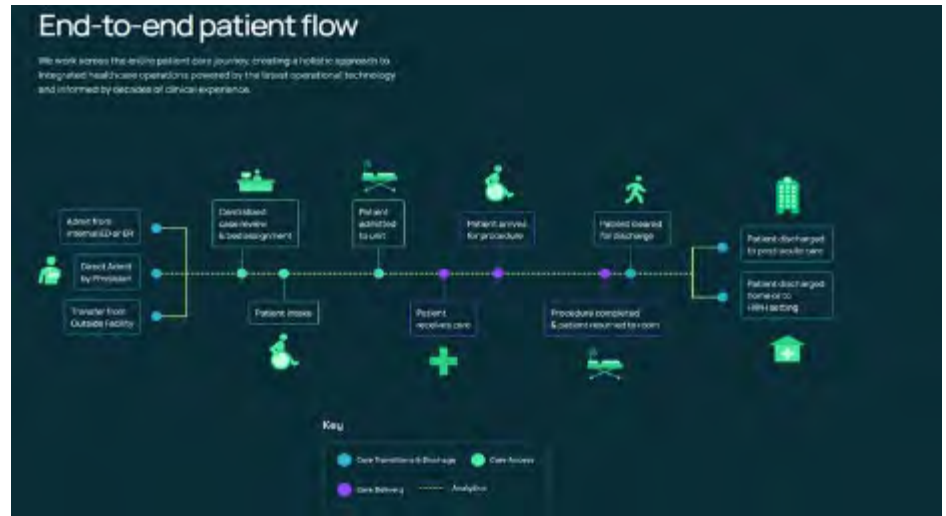 End-to-end patient flow
We work across the entire patient care journey, creating a holistic approach to
integrated healthcare operations powered by the latest operational technology
and informed by decades of clinical experience.
Admit from
internal ED or ER
Direct Admit
by Physician
Transfer from
Outside Facility
Centralized
case review
& bed assignment
Patient intake
Patient
admitted
to unit
Patient
receives care
Patient arrives
for procedure
Procedure completed
& patient returned to room
Patient cleared
for discharge
Patient discharged
to post-acute care
Patient discharged
home or to
setting
Key
Care Transitions & Discharge
Care Access
Care Delivery
Analytics